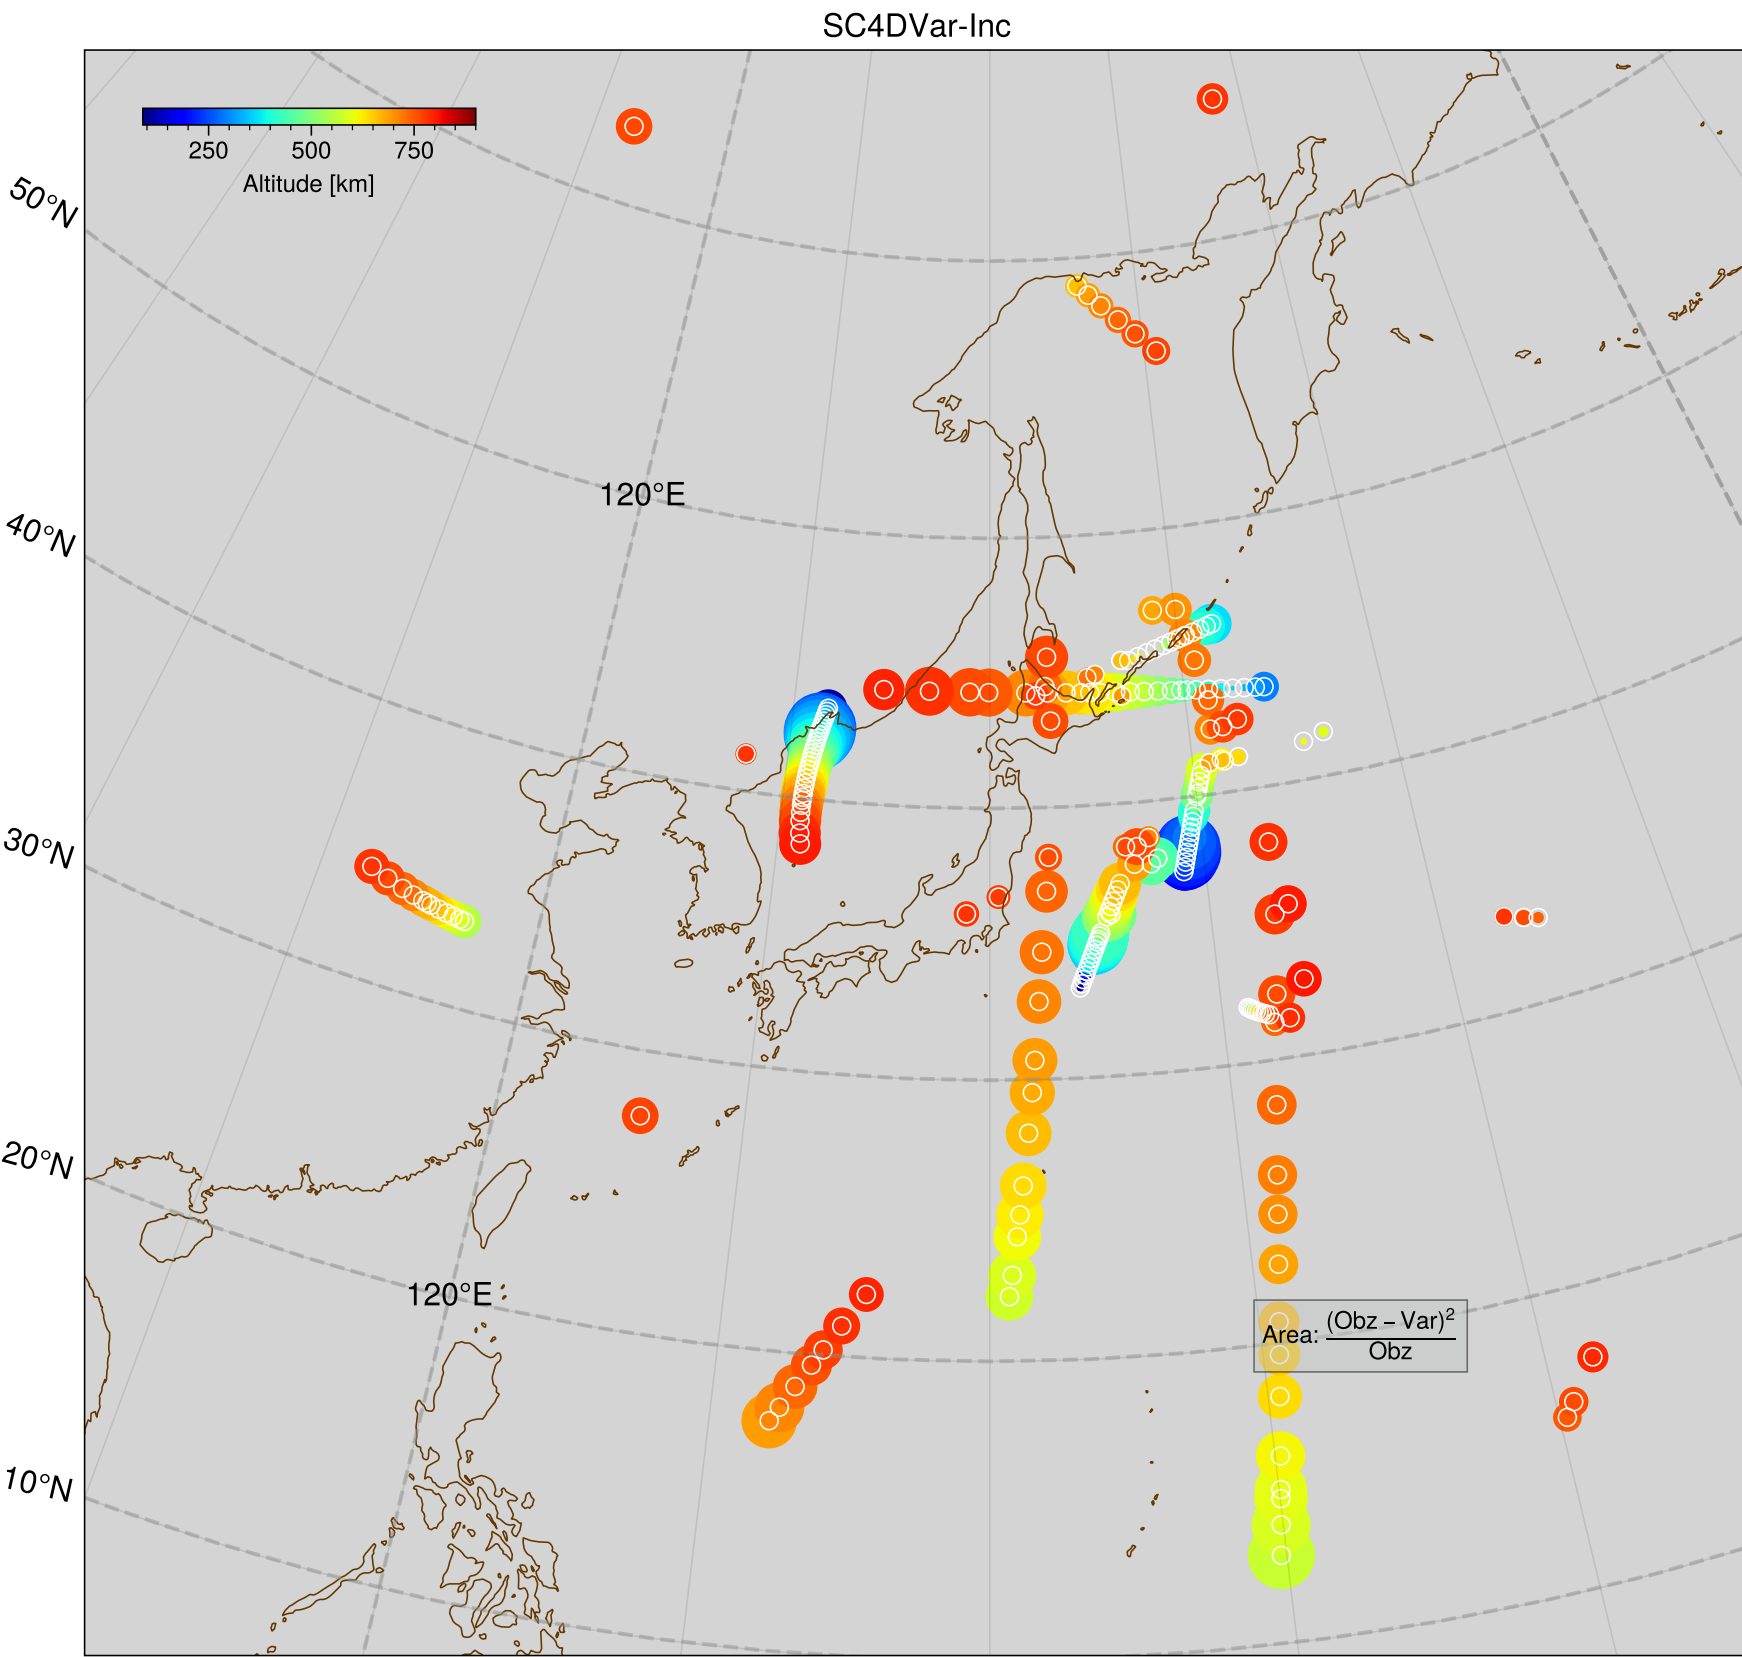 SC4DVar-Inc
250 500 750
Altitude [km]
50°N
120°E
40°N
30°N
20°N
120°E
Area: (Obz – Var)²
Obz
10°N